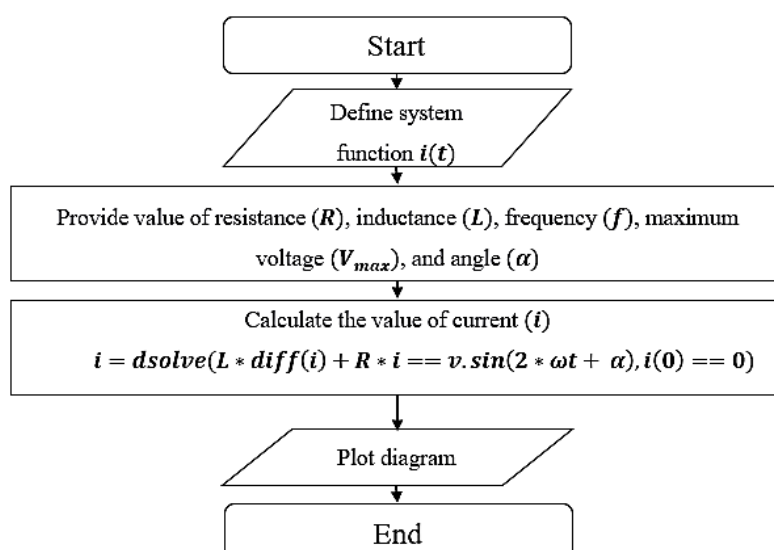 Start
Define system
function i(t)
Provide value of resistance (R), inductance (L), frequency (f), maximum
voltage (Vₘₐₓ), and angle (α)
Calculate the value of current (i)
i = dsolve(L * diff(i) + R * i == v.sin(2 * ωt + α), i(0) == 0)
Plot diagram
End